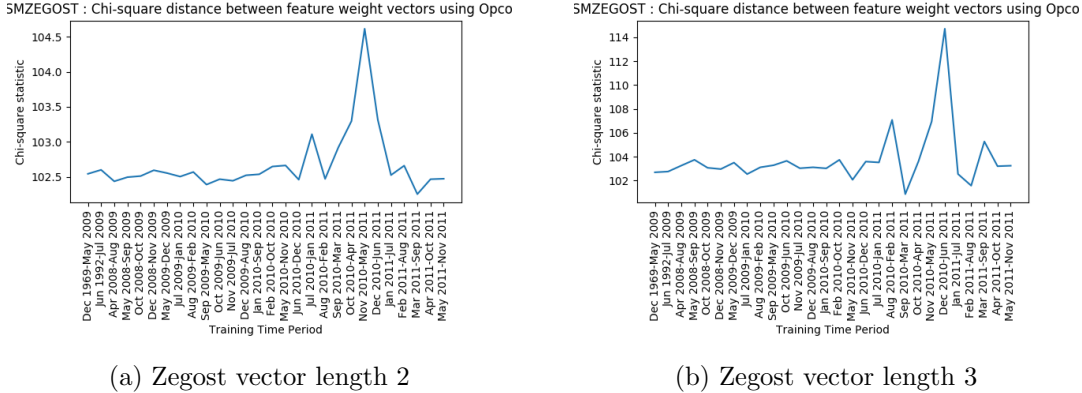 SMZEGOST : Chi-square distance between feature weight vectors using Opco
Chi-square statistic
104.5
104.0
103.5
103.0
102.5
Dec 1969-May 2009
Jun 1992-Jul 2009
Apr 2008-Aug 2009
May 2008-Sep 2009
Oct 2008-Oct 2009
Dec 2008-Nov 2009
May 2009-Dec 2009
Jul 2009-Jan 2010
Aug 2009-Feb 2010
Sep 2009-May 2010
Oct 2009-Jun 2010
Nov 2009-Jul 2010
Dec 2009-Aug 2010
Jan 2010-Sep 2010
Feb 2010-Oct 2010
May 2010-Nov 2010
Jun 2010-Dec 2010
Jul 2010-Jan 2011
Aug 2010-Feb 2011
Sep 2010-Mar 2011
Oct 2010-Apr 2011
Nov 2010-May 2011
Dec 2010-Jun 2011
Jan 2011-Jul 2011
Feb 2011-Aug 2011
Mar 2011-Sep 2011
Apr 2011-Oct 2011
May 2011-Nov 2011
Training Time Period
(a) Zegost vector length 2
SMZEGOST : Chi-square distance between feature weight vectors using Opco
Chi-square statistic
114
112
110
108
106
104
102
Dec 1969-May 2009
Jun 1992-Jul 2009
Apr 2008-Aug 2009
May 2008-Sep 2009
Oct 2008-Oct 2009
Dec 2008-Nov 2009
May 2009-Dec 2009
Jul 2009-Jan 2010
Aug 2009-Feb 2010
Sep 2009-May 2010
Oct 2009-Jun 2010
Nov 2009-Jul 2010
Dec 2009-Aug 2010
Jan 2010-Sep 2010
Feb 2010-Oct 2010
May 2010-Nov 2010
Jun 2010-Dec 2010
Jul 2010-Jan 2011
Aug 2010-Feb 2011
Sep 2010-Mar 2011
Oct 2010-Apr 2011
Nov 2010-May 2011
Dec 2010-Jun 2011
Jan 2011-Jul 2011
Feb 2011-Aug 2011
Mar 2011-Sep 2011
Apr 2011-Oct 2011
May 2011-Nov 2011
Training Time Period
(b) Zegost vector length 3